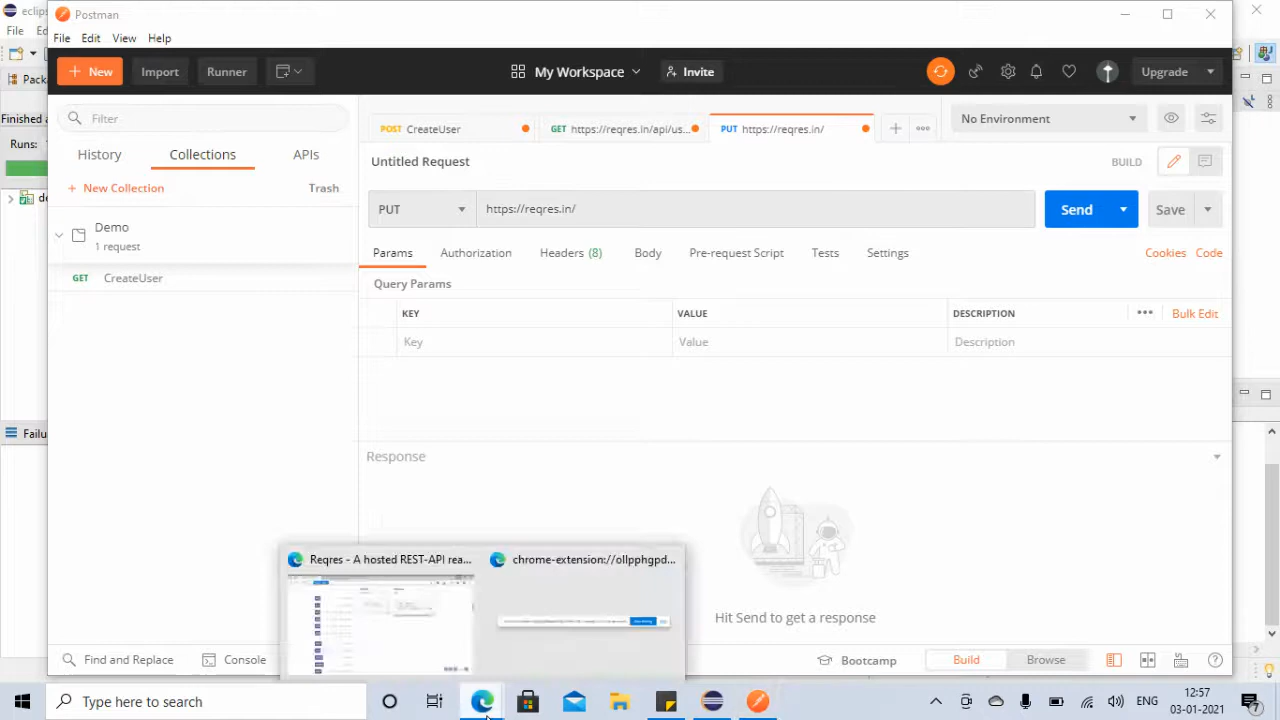 eclips
Postman
File
File Edit View Help
New
Import
Runner
My Workspace
Invite
Upgrade
Pack
Finished
Runs:
de
Failu
Filter
History
Collections
APIs
+ New Collection
Trash
Demo
1 request
GET CreateUser
POST CreateUser
GET https://reqres.in/api/us...
PUT https://reqres.in/
No Environment
Untitled Request
BUILD
PUT
https://reqres.in/
Send
Save
Params
Authorization
Headers (8)
Body
Pre-request Script
Tests
Settings
Cookies Code
Query Params
KEY
VALUE
DESCRIPTION
Bulk Edit
Key
Value
Description
Response
Hit Send to get a response
Reqres - A hosted REST-API rea...
chrome-extension://ollpphgpd...
Find and Replace
Console
Bootcamp
Build
Browse
Type here to search
ENG
12:57
03-01-2021
7